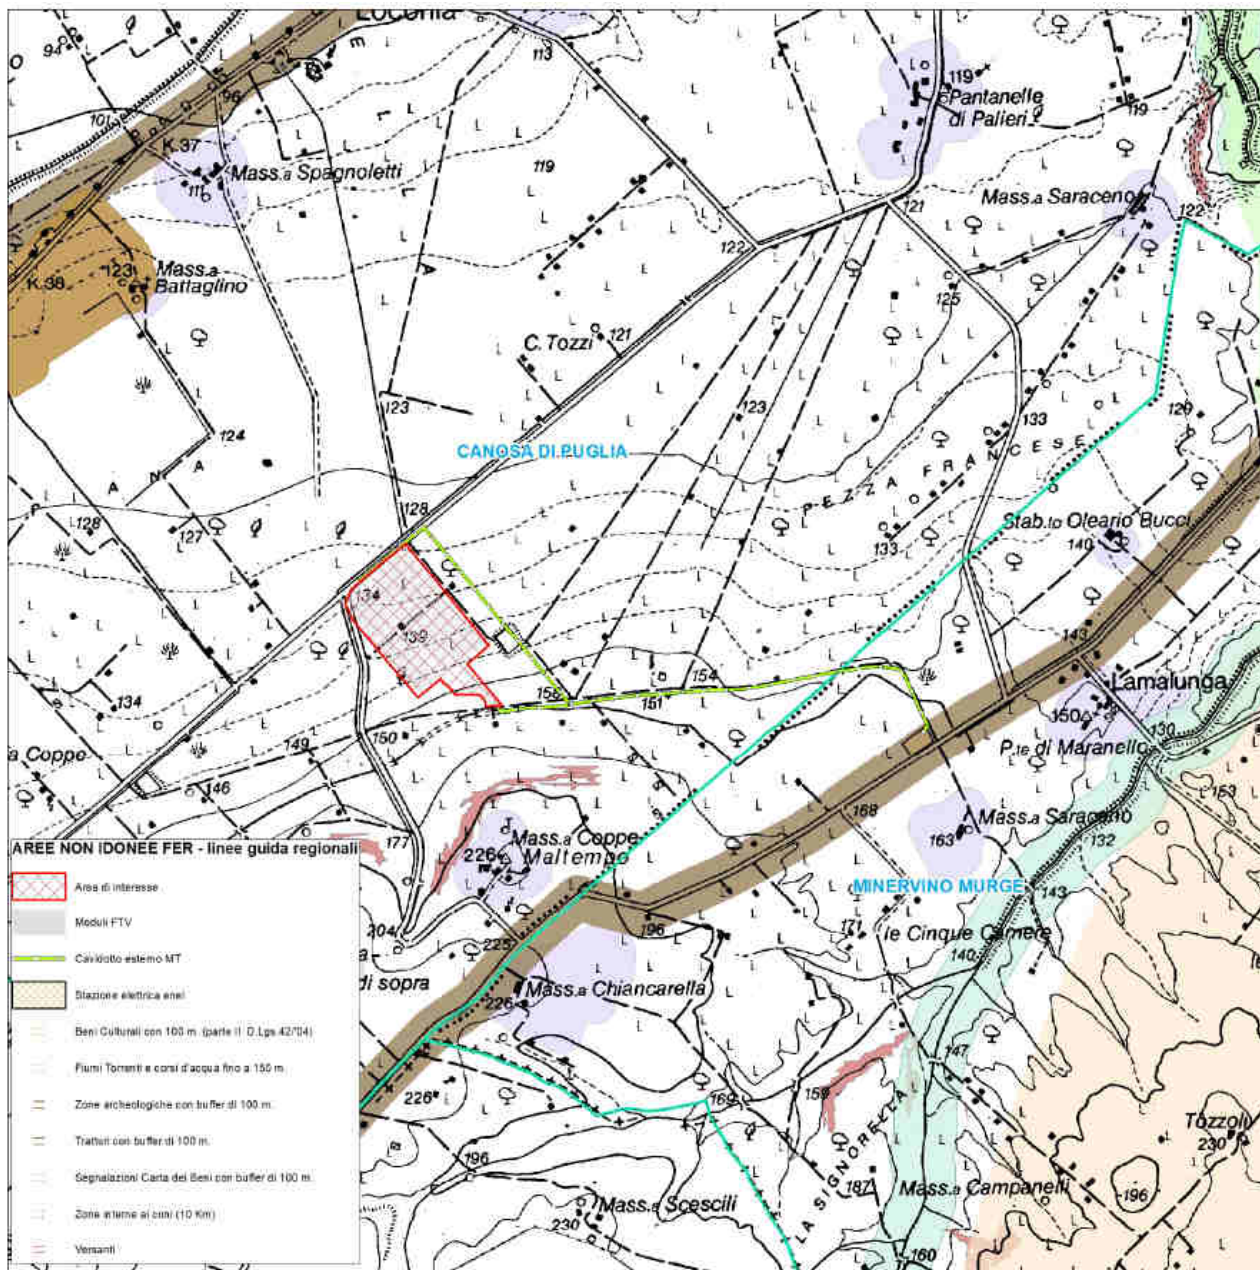 Loconia
94
113
96
101
K.37
Mass.a Spagnoletti
111
119
119
Pantanelle
di Palieri
119
Mass.a Saraceno
122
121
122
123
Mass.a
Battaglino
K.38
125
C. Tozzi
121
123
123
133
129
124
CANOSA DI PUGLIA
PEZZA FRANCESE
128
128
127
133
Stab.to Oleario Bucci
140
134
139
143
134
154
151
Lamalunga
150
130
P.te di Maranello
150
149
a Coppe
146
153
168
Mass.a Saraceno
163
132
177
Mass.a Coppe
226
Maltempo
MINERVINO MURGE
143
204
225
196
171
le Cinque Camere
140
di sopra
Mass.a Chiancarella
226
147
226
169
159
LA SIGNORELLA
Tozzoli
230
196
187
Mass.a Campanelli
196
Mass.a Scescili
230
160
AREE NON IDONEE FER - linee guida regionali
Area di interesse
Moduli FTV
Cavidotto esterno MT
Stazione elettrica enel
Beni Culturali con 100 m. (parte II D.Lgs.42/'04)
Fiumi Torrenti e corsi d'acqua fino a 150 m.
Zone archeologiche con buffer di 100 m.
Tratturi con buffer di 100 m.
Segnalazioni Carta dei Beni con buffer di 100 m.
Zone interne ai coni (10 Km)
Versanti